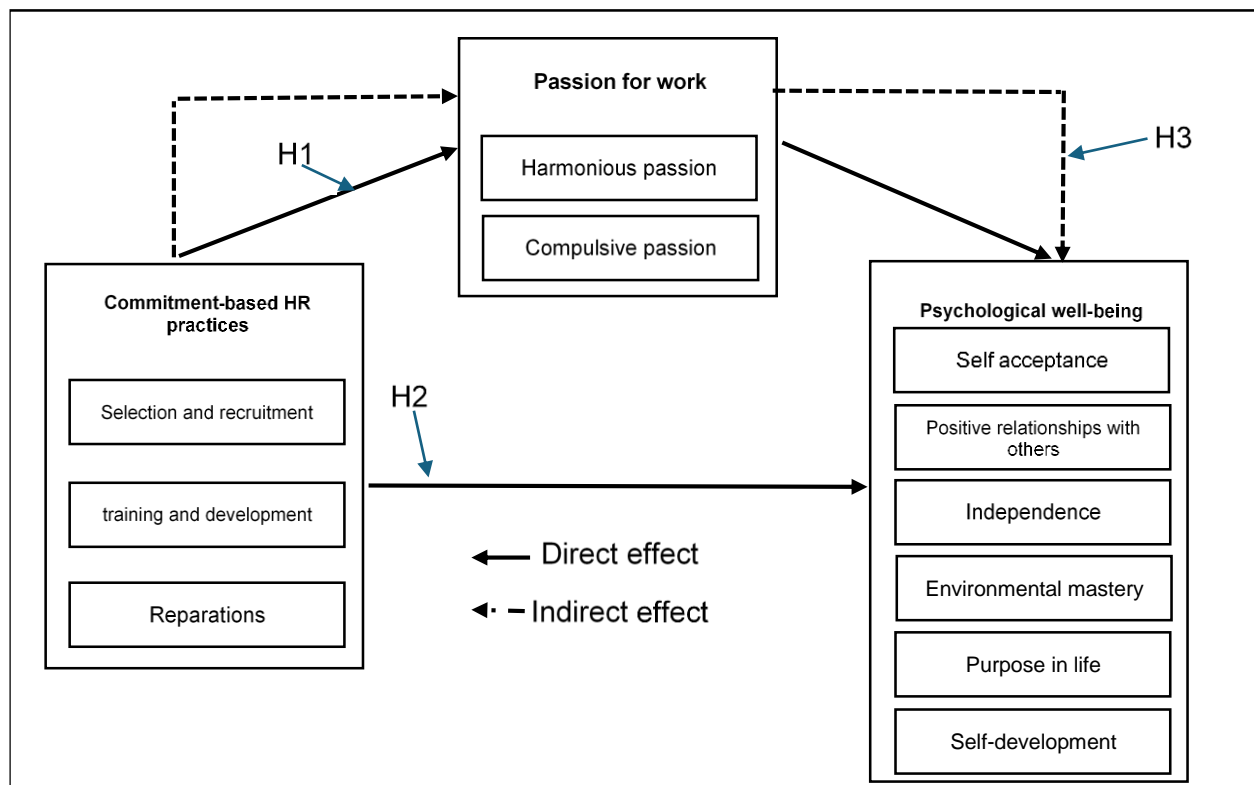 Passion for work
Harmonious passion
Compulsive passion
H1
H3
Commitment-based HR
practices
Selection and recruitment
training and development
Reparations
H2
Direct effect
Indirect effect
Psychological well-being
Self acceptance
Positive relationships with
others
Independence
Environmental mastery
Purpose in life
Self-development